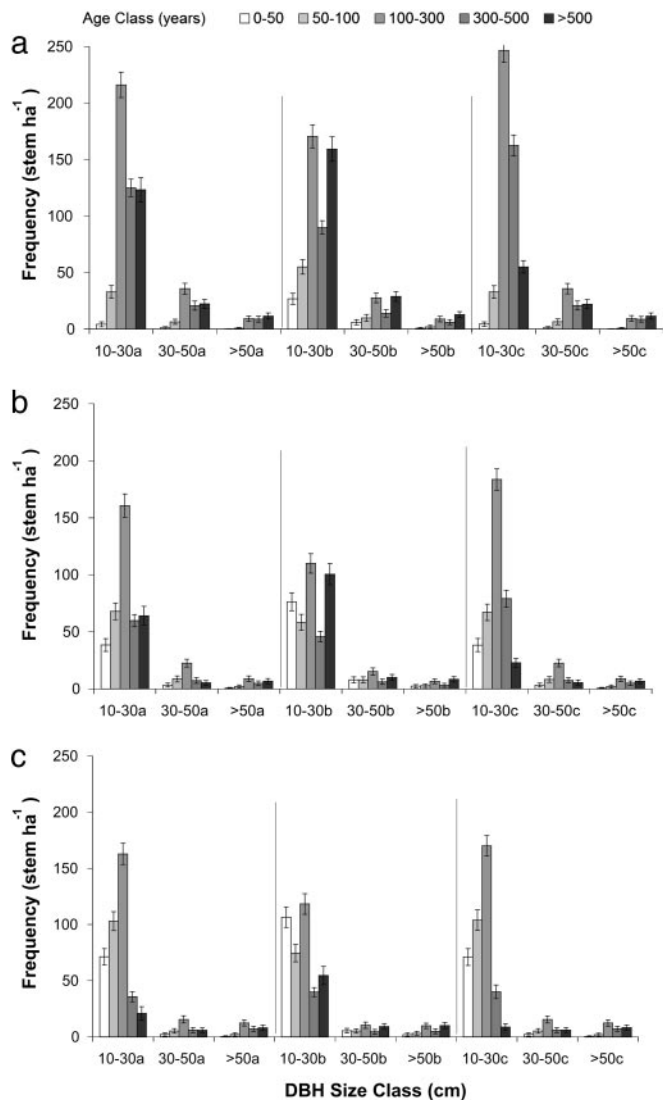 Age Class (years) 0-50 50-100 100-300 300-500 >500
a
250
200
150
100
50
0
Frequency (stem ha⁻¹)
10-30a 30-50a >50a 10-30b 30-50b >50b 10-30c 30-50c >50c
b
250
200
150
100
50
0
Frequency (stem ha⁻¹)
10-30a 30-50a >50a 10-30b 30-50b >50b 10-30c 30-50c >50c
c
250
200
150
100
50
0
Frequency (stem ha⁻¹)
10-30a 30-50a >50a 10-30b 30-50b >50b 10-30c 30-50c >50c
DBH Size Class (cm)